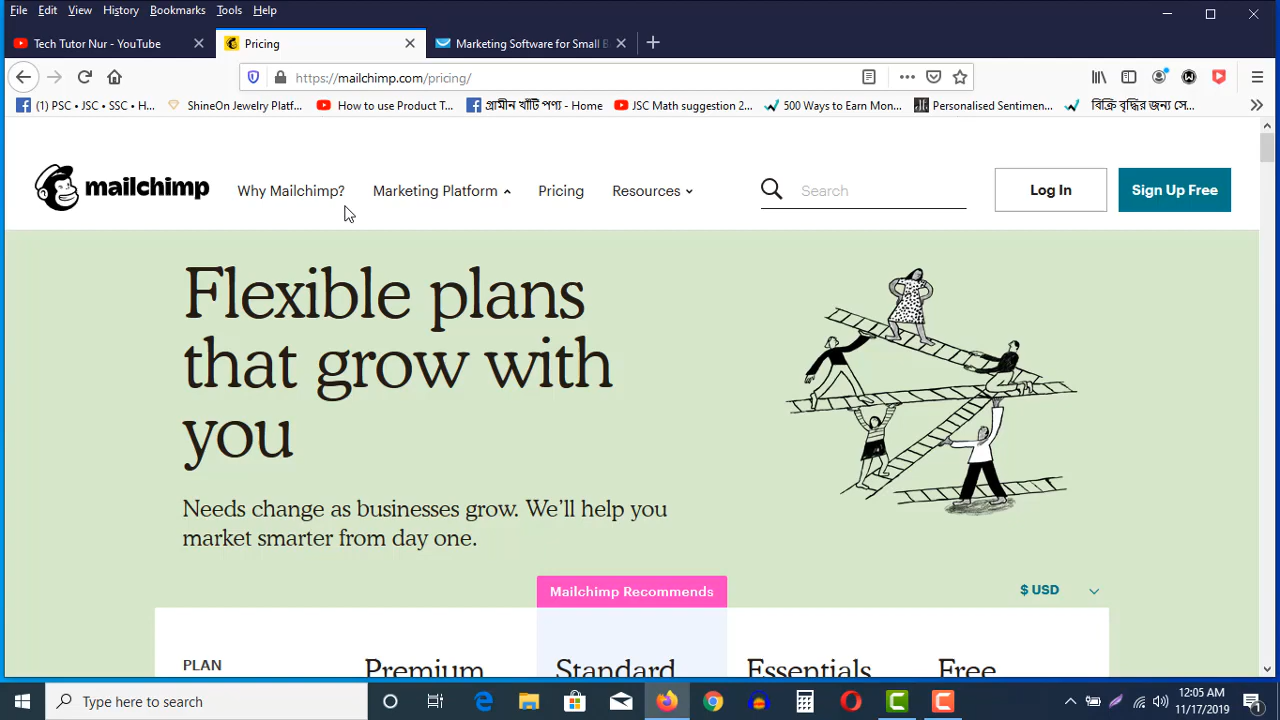 File Edit View History Bookmarks Tools Help
Tech Tutor Nur - YouTube
Pricing
Marketing Software for Small B
https://mailchimp.com/pricing/
(1) PSC • JSC • SSC • H...
ShineOn Jewelry Platf...
How to use Product T...
গ্রামীন খাঁটি পণ্য - Home
JSC Math suggestion 2...
500 Ways to Earn Mon...
Personalised Sentimen...
বিক্রি বৃদ্ধির জন্য সে...
mailchimp
Why Mailchimp?
Marketing Platform
Pricing
Resources
Search
Log In
Sign Up Free
Flexible plans
that grow with
you
Needs change as businesses grow. We'll help you
market smarter from day one.
Mailchimp Recommends
$ USD
PLAN
Premium
Standard
Essentials
Free
Type here to search
12:05 AM
11/17/2019
1